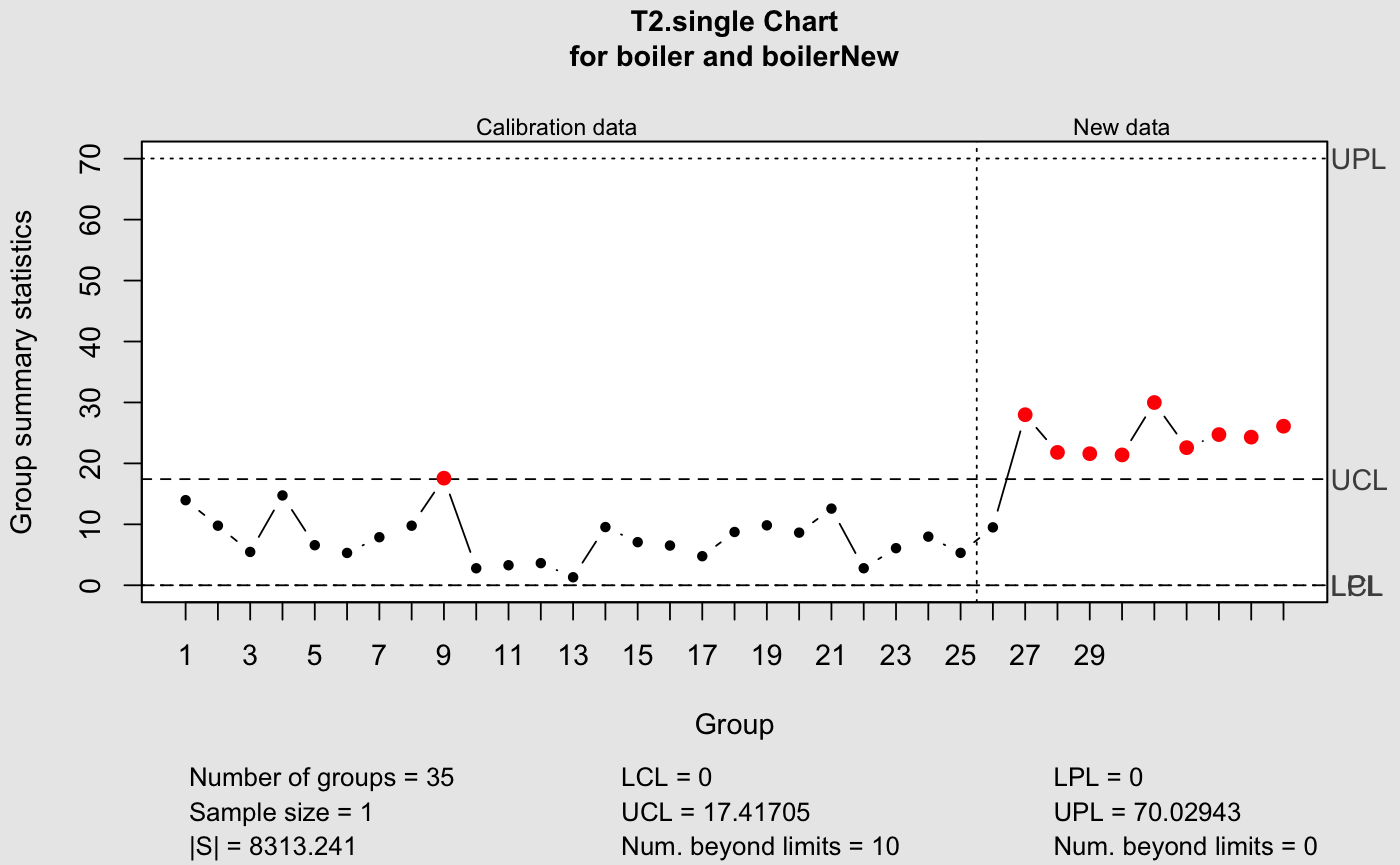 T2.single Chart
for boiler and boilerNew
Calibration data
New data
Group summary statistics
70
60
50
40
30
20
10
0
UPL
UCL
1 3 5 7 9 11 13 15 17 19 21 23 25 27 29
Group
Number of groups = 35
Sample size = 1
|S| = 8313.241
LCL = 0
UCL = 17.41705
Num. beyond limits = 10
LPL = 0
UPL = 70.02943
Num. beyond limits = 0